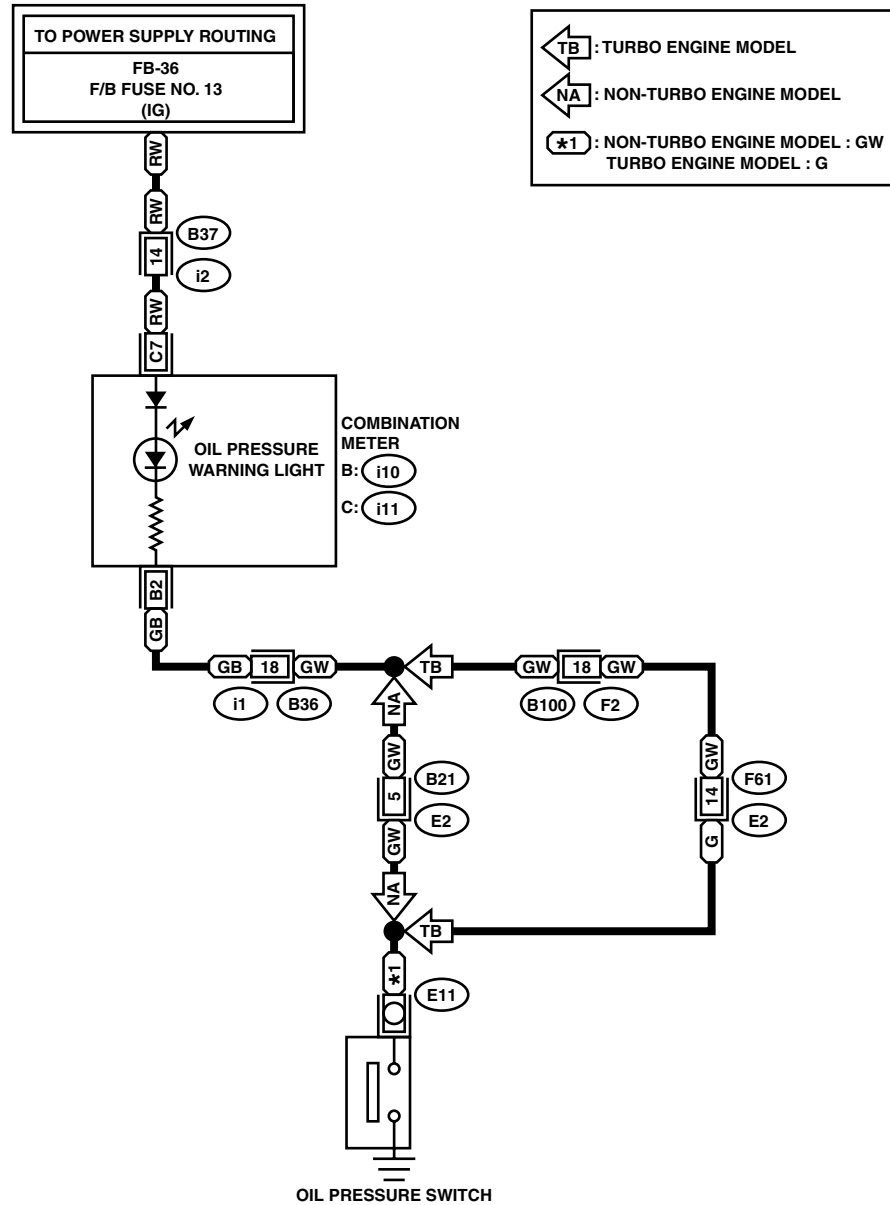 TO POWER SUPPLY ROUTING
FB-36
F/B FUSE NO. 13
(IG)
TB : TURBO ENGINE MODEL
NA : NON-TURBO ENGINE MODEL
*1 : NON-TURBO ENGINE MODEL : GW
TURBO ENGINE MODEL : G
RW
RW
14
B37
i2
RW
C7
OIL PRESSURE
WARNING LIGHT
COMBINATION
METER
B: i10
C: i11
B2
GB
GB 18 GW
i1 B36
TB
GW 18 GW
B100 F2
NA
GW
5
B21
E2
GW
NA
GW
14
F61
E2
G
TB
*1
E11
OIL PRESSURE SWITCH